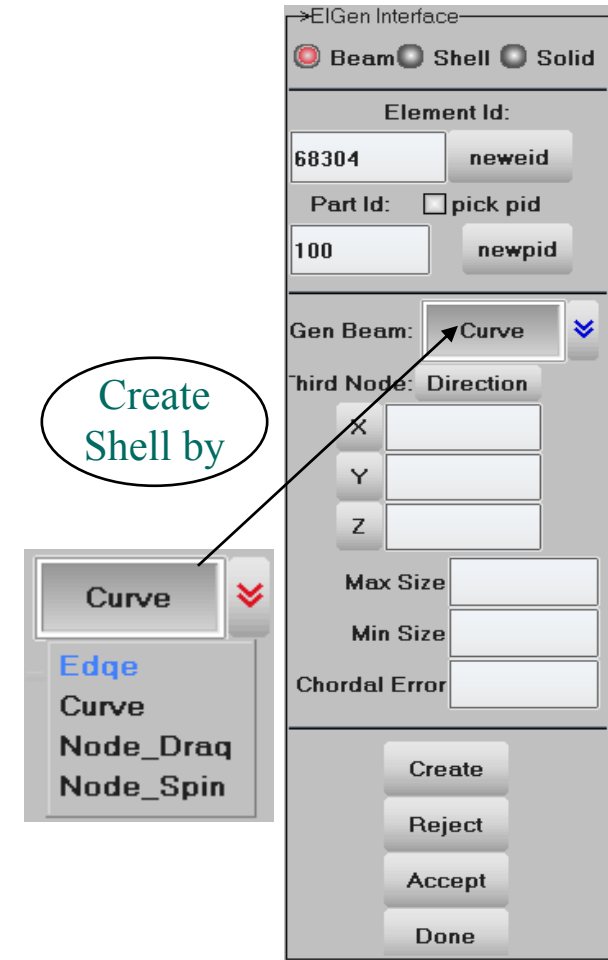 >ElGen Interface
Beam Shell Solid
Element Id:
68304 neweid
Part Id: pick pid
100 newpid
Gen Beam: Curve
Third Node: Direction
X
Y
Z
Max Size
Min Size
Chordal Error
Create
Reject
Accept
Done
Create
Shell by
Curve
Edge
Curve
Node_Drag
Node_Spin